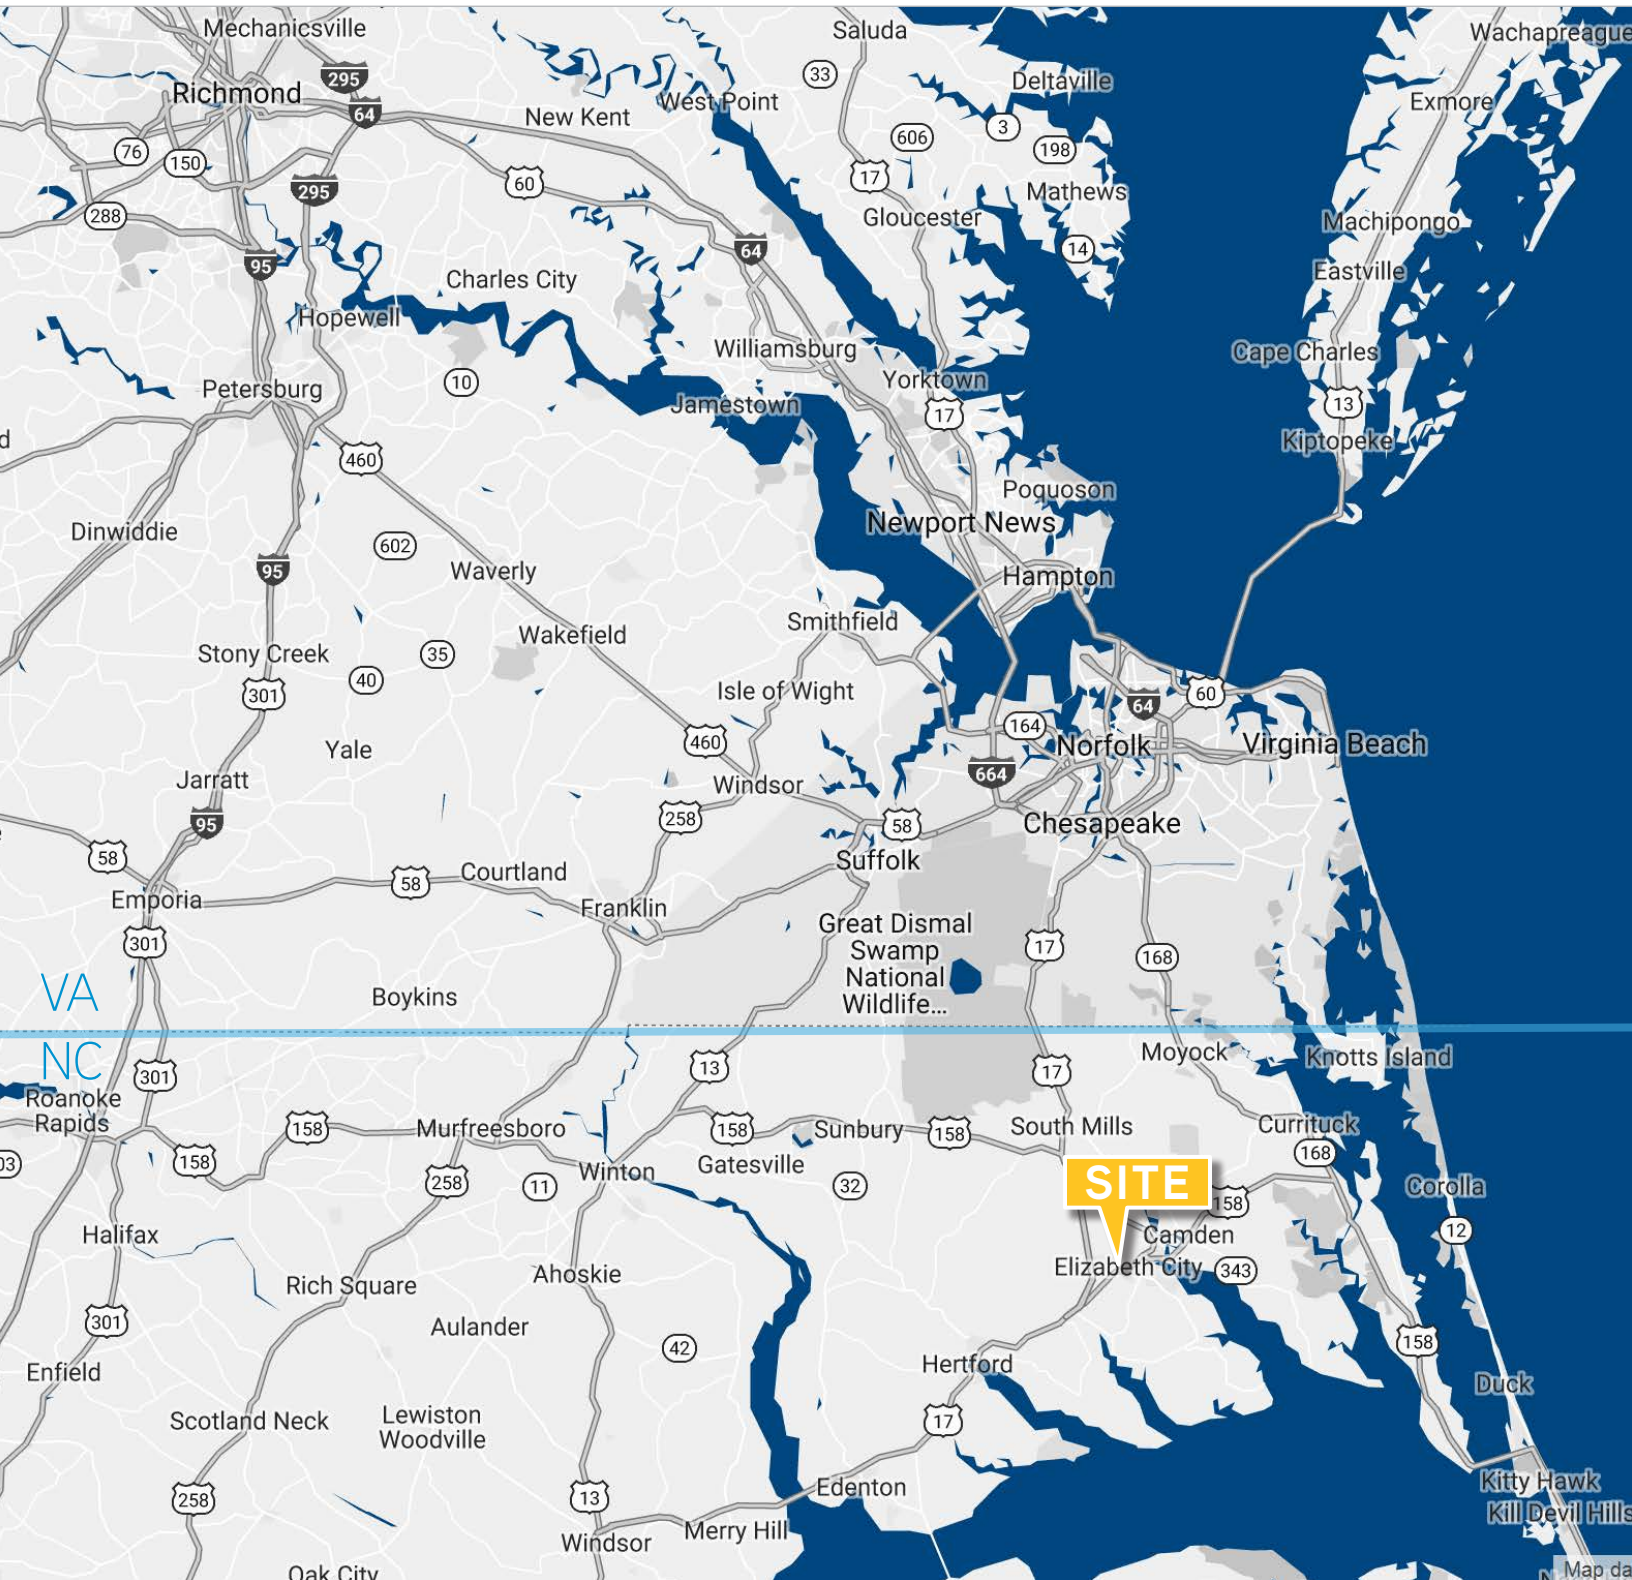 Mechanicsville
Saluda
Wachapreague
295
33
Deltaville
Richmond
64
New Kent
West Point
Exmore
76
150
606
3
198
295
60
17
Mathews
288
Gloucester
Machipongo
95
64
14
Charles City
Eastville
Hopewell
Williamsburg
Cape Charles
Petersburg
10
Yorktown
Jamestown
17
13
d
460
Kiptopeke
Poquoson
Dinwiddie
Newport News
602
95
Waverly
Hampton
Smithfield
Wakefield
Stony Creek
35
40
301
Isle of Wight
64
60
Yale
460
164
Norfolk
Virginia Beach
Jarratt
Windsor
664
95
258
58
Chesapeake
58
Courtland
Suffolk
Emporia
58
Franklin
Great Dismal
Swamp
National
Wildlife...
301
17
168
VA
Boykins
NC
Moyock
Knotts Island
301
13
17
Roanoke
Rapids
158
Murfreesboro
158
Sunbury
158
South Mills
Currituck
03
158
Gatesville
168
258
11
Winton
32
SITE
158
Corolla
Halifax
Camden
12
Rich Square
Ahoskie
Elizabeth City
343
301
Aulander
42
158
Enfield
Hertford
Duck
Scotland Neck
Lewiston
Woodville
17
258
13
Edenton
Kitty Hawk
Windsor
Merry Hill
Kill Devil Hills
Oak City
Map da